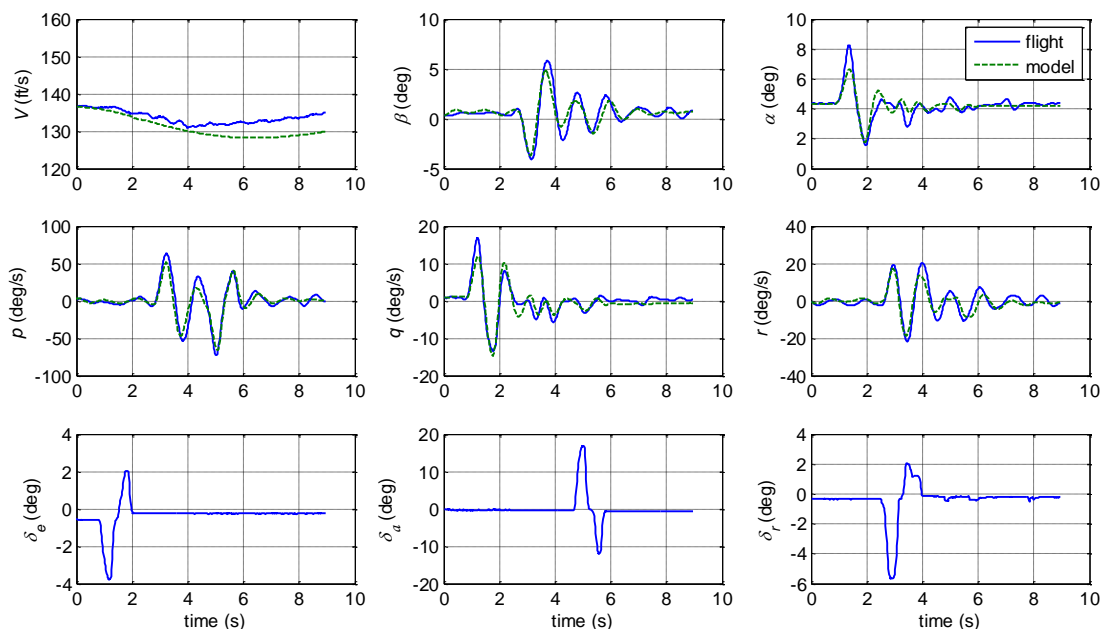 V (ft/s)
160
150
140
130
120
0 2 4 6 8 10
β (deg)
10
5
0
-5
0 2 4 6 8 10
α (deg)
10
8
6
4
2
0
0 2 4 6 8 10
flight
model
p (deg/s)
100
50
0
-50
-100
0 2 4 6 8 10
q (deg/s)
20
10
0
-10
-20
0 2 4 6 8 10
r (deg/s)
40
20
0
-20
-40
0 2 4 6 8 10
δe (deg)
4
2
0
-2
-4
0 2 4 6 8 10
time (s)
δa (deg)
20
10
0
-10
-20
0 2 4 6 8 10
time (s)
δr (deg)
4
2
0
-2
-4
-6
0 2 4 6 8 10
time (s)